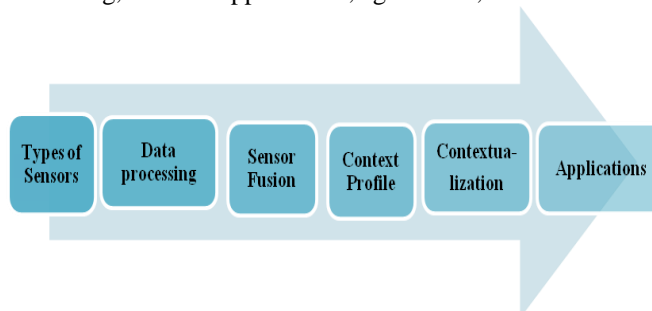 Types of
Sensors
Data
processing
Sensor
Fusion
Context
Profile
Contextua-
lization
Applications